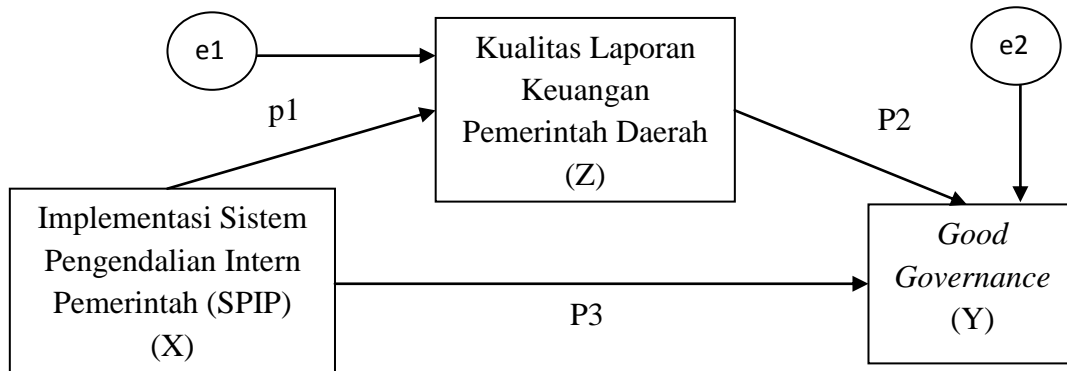 e1
Kualitas Laporan
Keuangan
Pemerintah Daerah
(Z)
e2
p1
P2
Implementasi Sistem
Pengendalian Intern
Pemerintah (SPIP)
(X)
P3
Good
Governance
(Y)